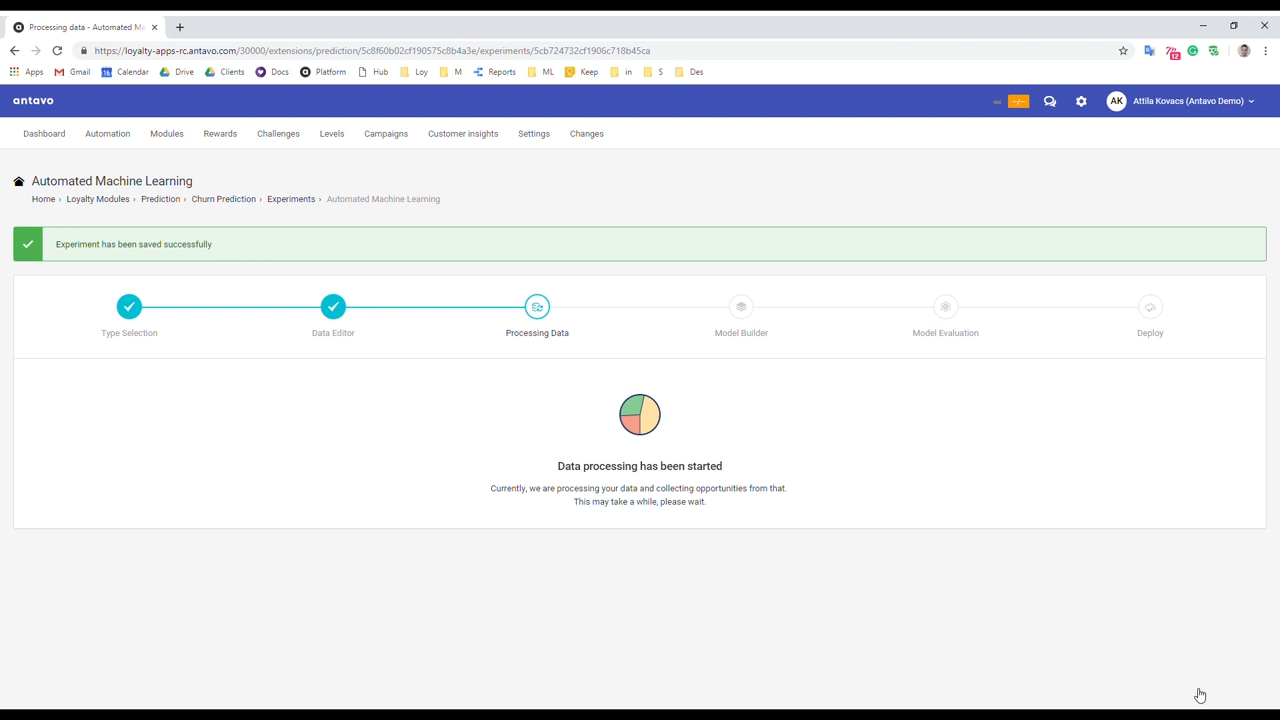 Processing data - Automated Ma
https://loyalty-apps-rc.antavo.com/30000/extensions/prediction/5c8f60b02cf190575c8b4a3e/experiments/5cb724732cf1906c718b45ca
12
Apps Gmail Calendar Drive Clients Docs Platform Hub Loy M Reports ML Keep in S Des
antavo
AK Attila Kovacs (Antavo Demo)
Dashboard Automation Modules Rewards Challenges Levels Campaigns Customer insights Settings Changes
Automated Machine Learning
Home › Loyalty Modules › Prediction › Churn Prediction › Experiments › Automated Machine Learning
Experiment has been saved successfully
Type Selection Data Editor Processing Data Model Builder Model Evaluation Deploy
Data processing has been started
Currently, we are processing your data and collecting opportunities from that.
This may take a while, please wait.